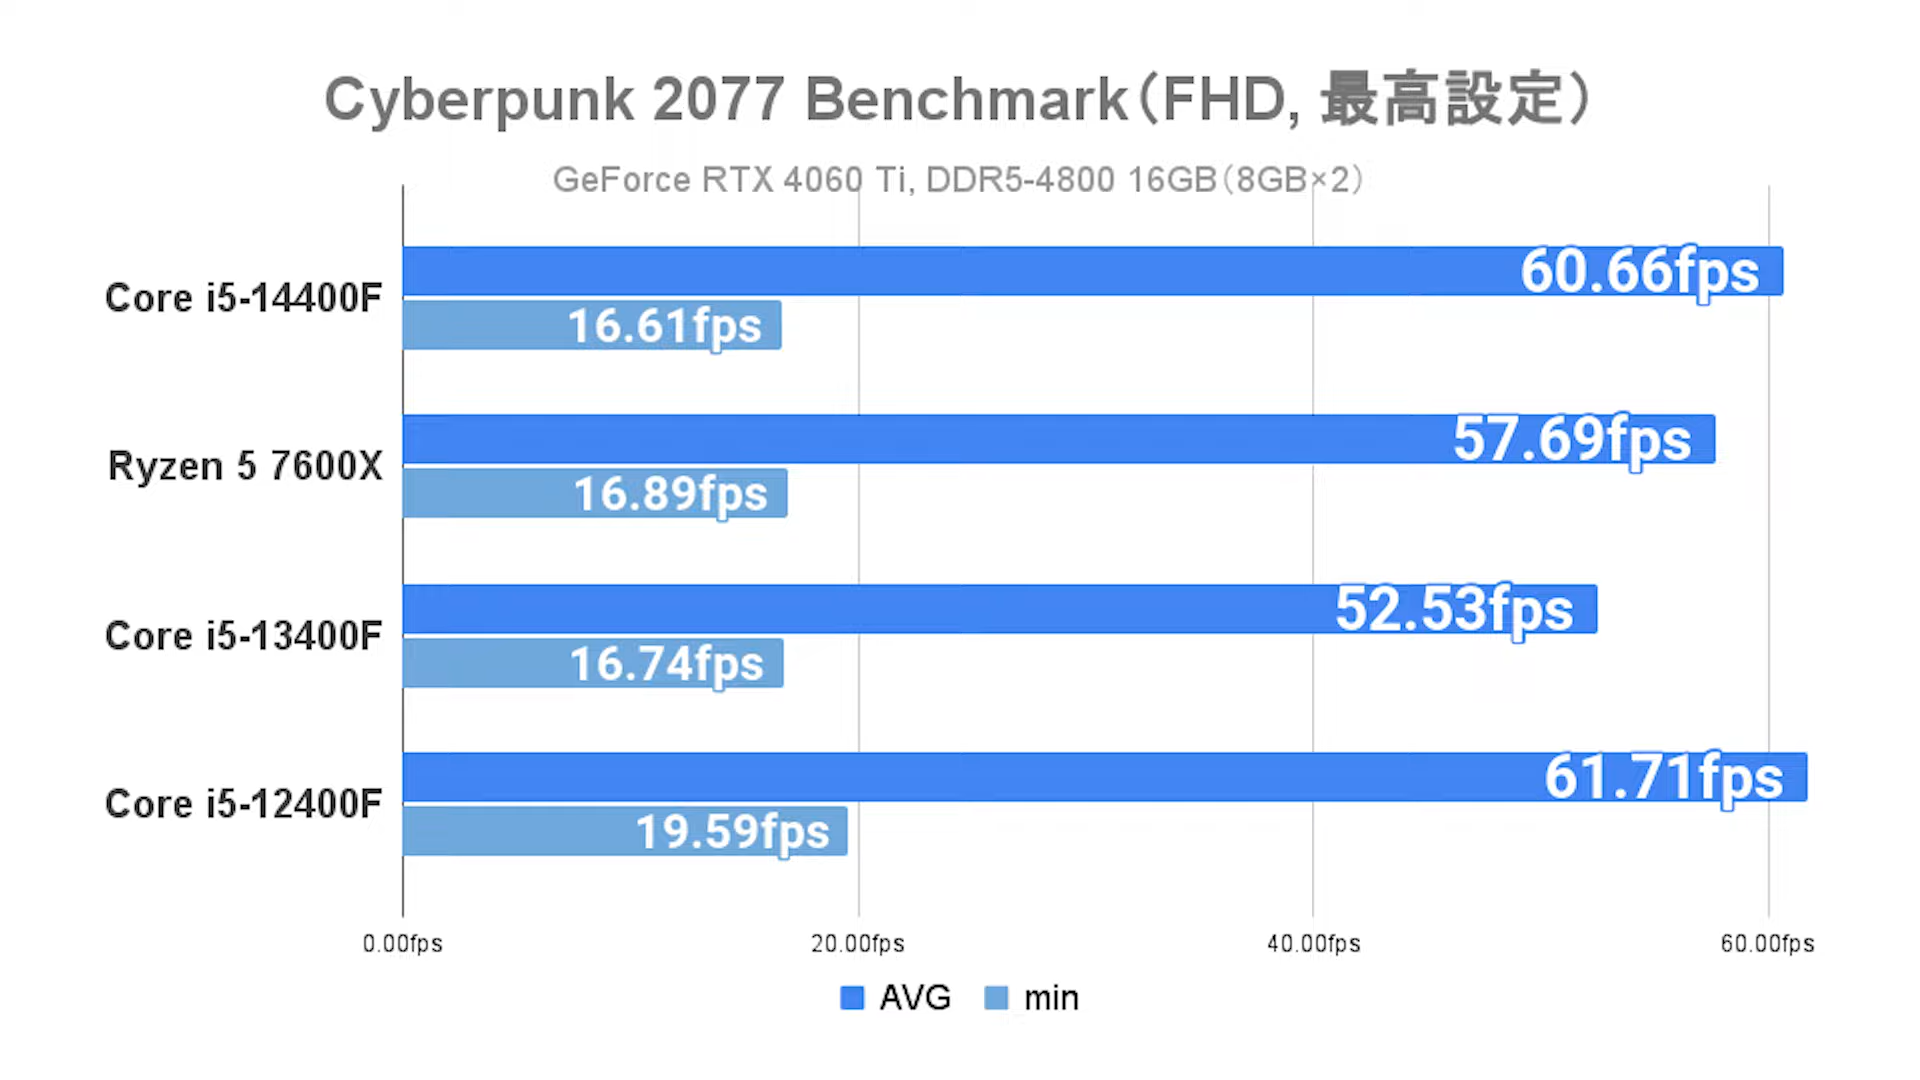 Cyberpunk 2077 Benchmark（FHD, 最高設定）
GeForce RTX 4060 Ti, DDR5-4800 16GB（8GB×2）
Core i5-14400F
60.66fps
16.61fps
Ryzen 5 7600X
57.69fps
16.89fps
Core i5-13400F
52.53fps
16.74fps
Core i5-12400F
61.71fps
19.59fps
0.00fps 20.00fps 40.00fps 60.00fps
AVG min